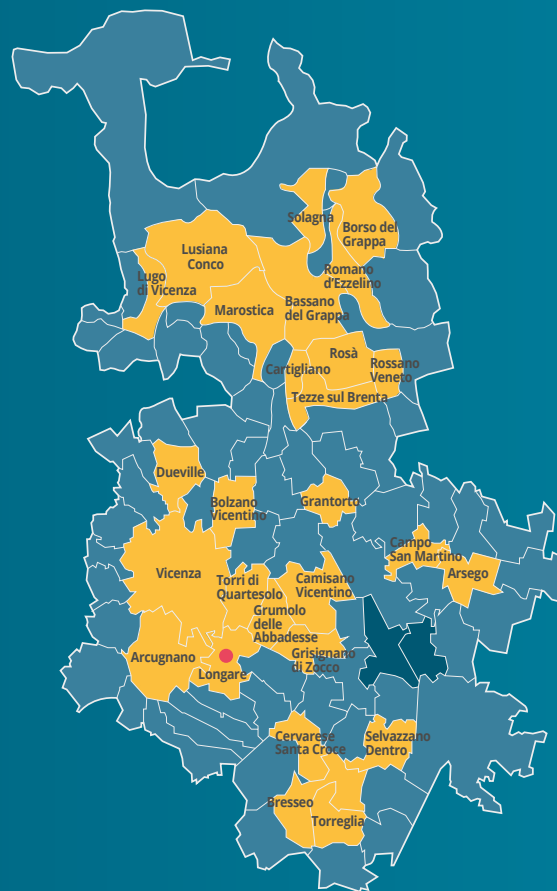 Solagna
Borso del
Grappa
Lusiana
Conco
Romano
d'Ezzelino
Lugo
di Vicenza
Bassano
del Grappa
Marostica
Rosà
Rossano
Veneto
Cartigliano
Tezze sul Brenta
Dueville
Bolzano
Vicentino
Grantorto
Campo
San Martino
Arsego
Vicenza
Torri di
Quartesolo
Camisano
Vicentino
Grumolo
delle
Abbadesse
Grisignano
di Zocco
Arcugnano
Longare
Cervarese
Santa Croce
Selvazzano
Dentro
Bresseo
Torreglia